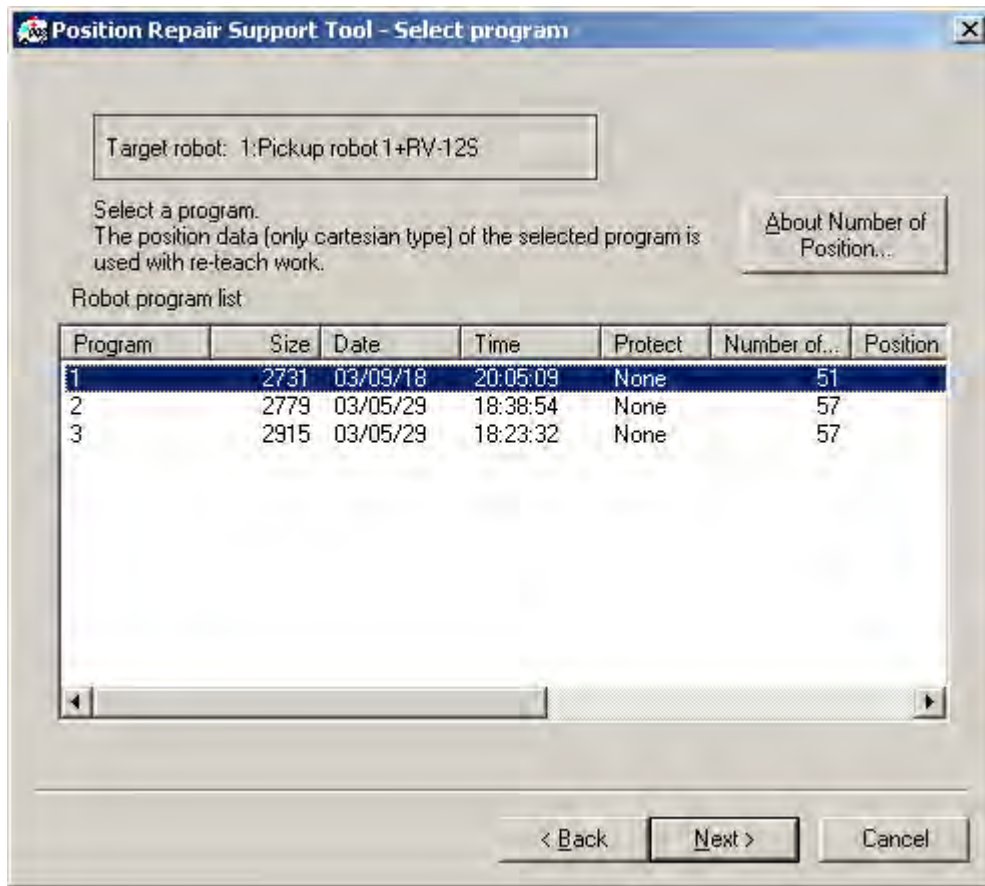 Position Repair Support Tool - Select program
Target robot: 1:Pickup robot 1+RV-12S
Select a program.
The position data (only cartesian type) of the selected program is
used with re-teach work.
About Number of
Position...
Robot program list
Program Size Date Time Protect Number of... Position
1 2731 03/09/18 20:05:09 None 51
2 2779 03/05/29 18:38:54 None 57
3 2915 03/05/29 18:23:32 None 57
< Back Next > Cancel